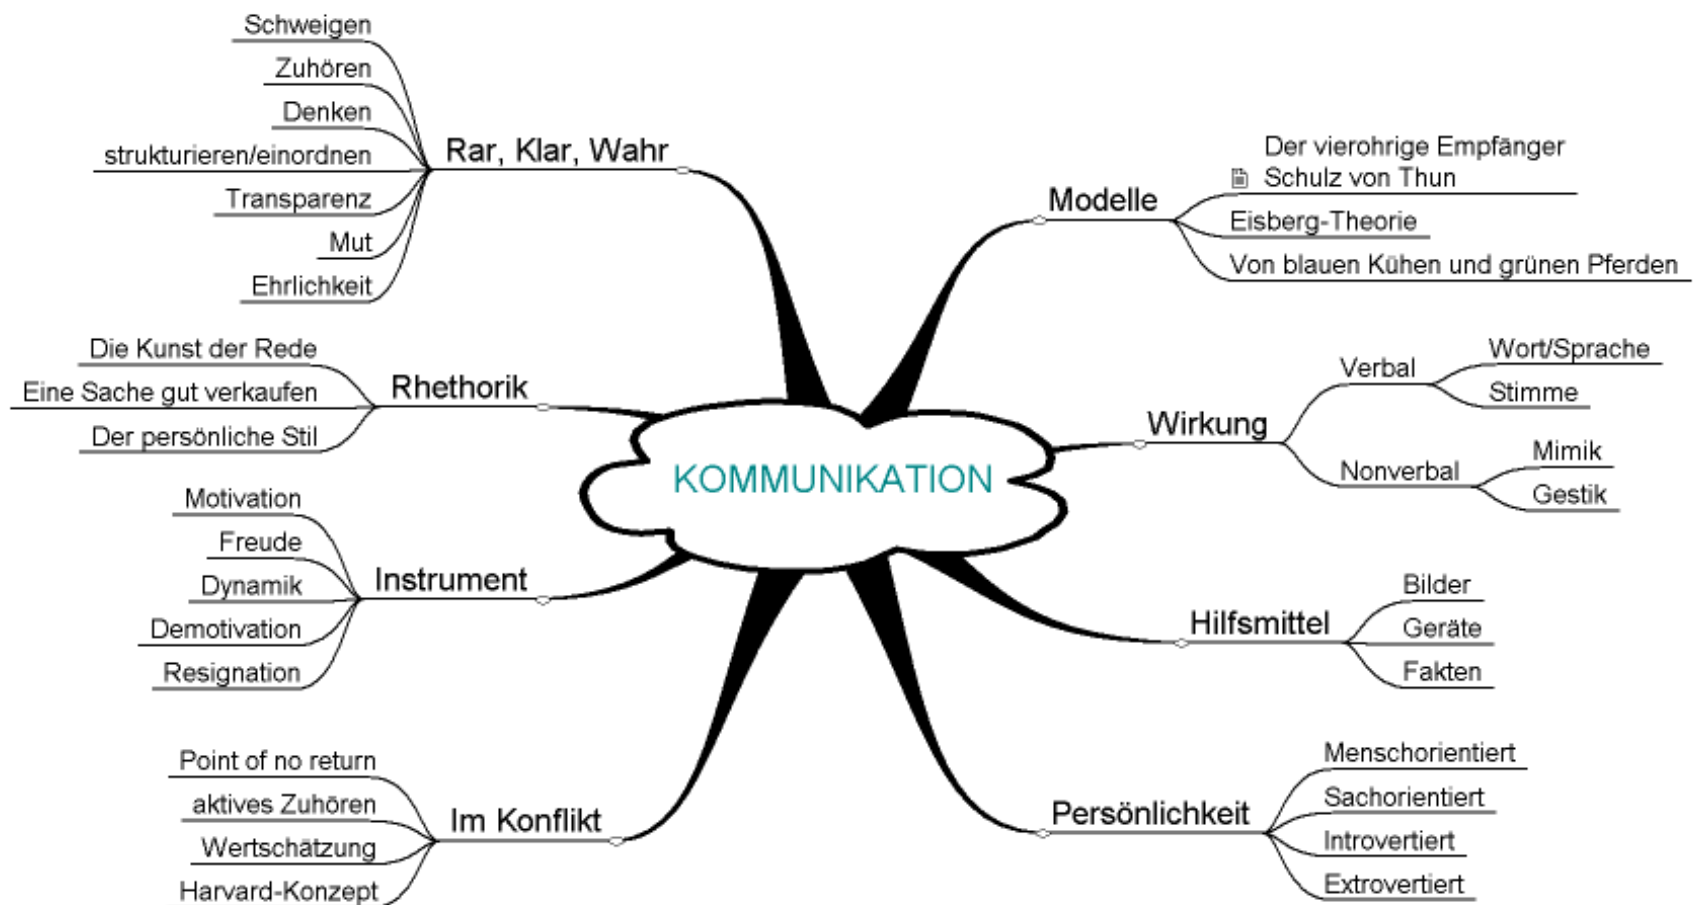 KOMMUNIKATION
Rar, Klar, Wahr
Schweigen
Zuhören
Denken
strukturieren/einordnen
Transparenz
Mut
Ehrlichkeit
Rhethorik
Die Kunst der Rede
Eine Sache gut verkaufen
Der persönliche Stil
Instrument
Motivation
Freude
Dynamik
Demotivation
Resignation
Im Konflikt
Point of no return
aktives Zuhören
Wertschätzung
Harvard-Konzept
Modelle
Der vierohrige Empfänger
Schulz von Thun
Eisberg-Theorie
Von blauen Kühen und grünen Pferden
Wirkung
Verbal
Wort/Sprache
Stimme
Nonverbal
Mimik
Gestik
Hilfsmittel
Bilder
Geräte
Fakten
Persönlichkeit
Menschorientiert
Sachorientiert
Introvertiert
Extrovertiert